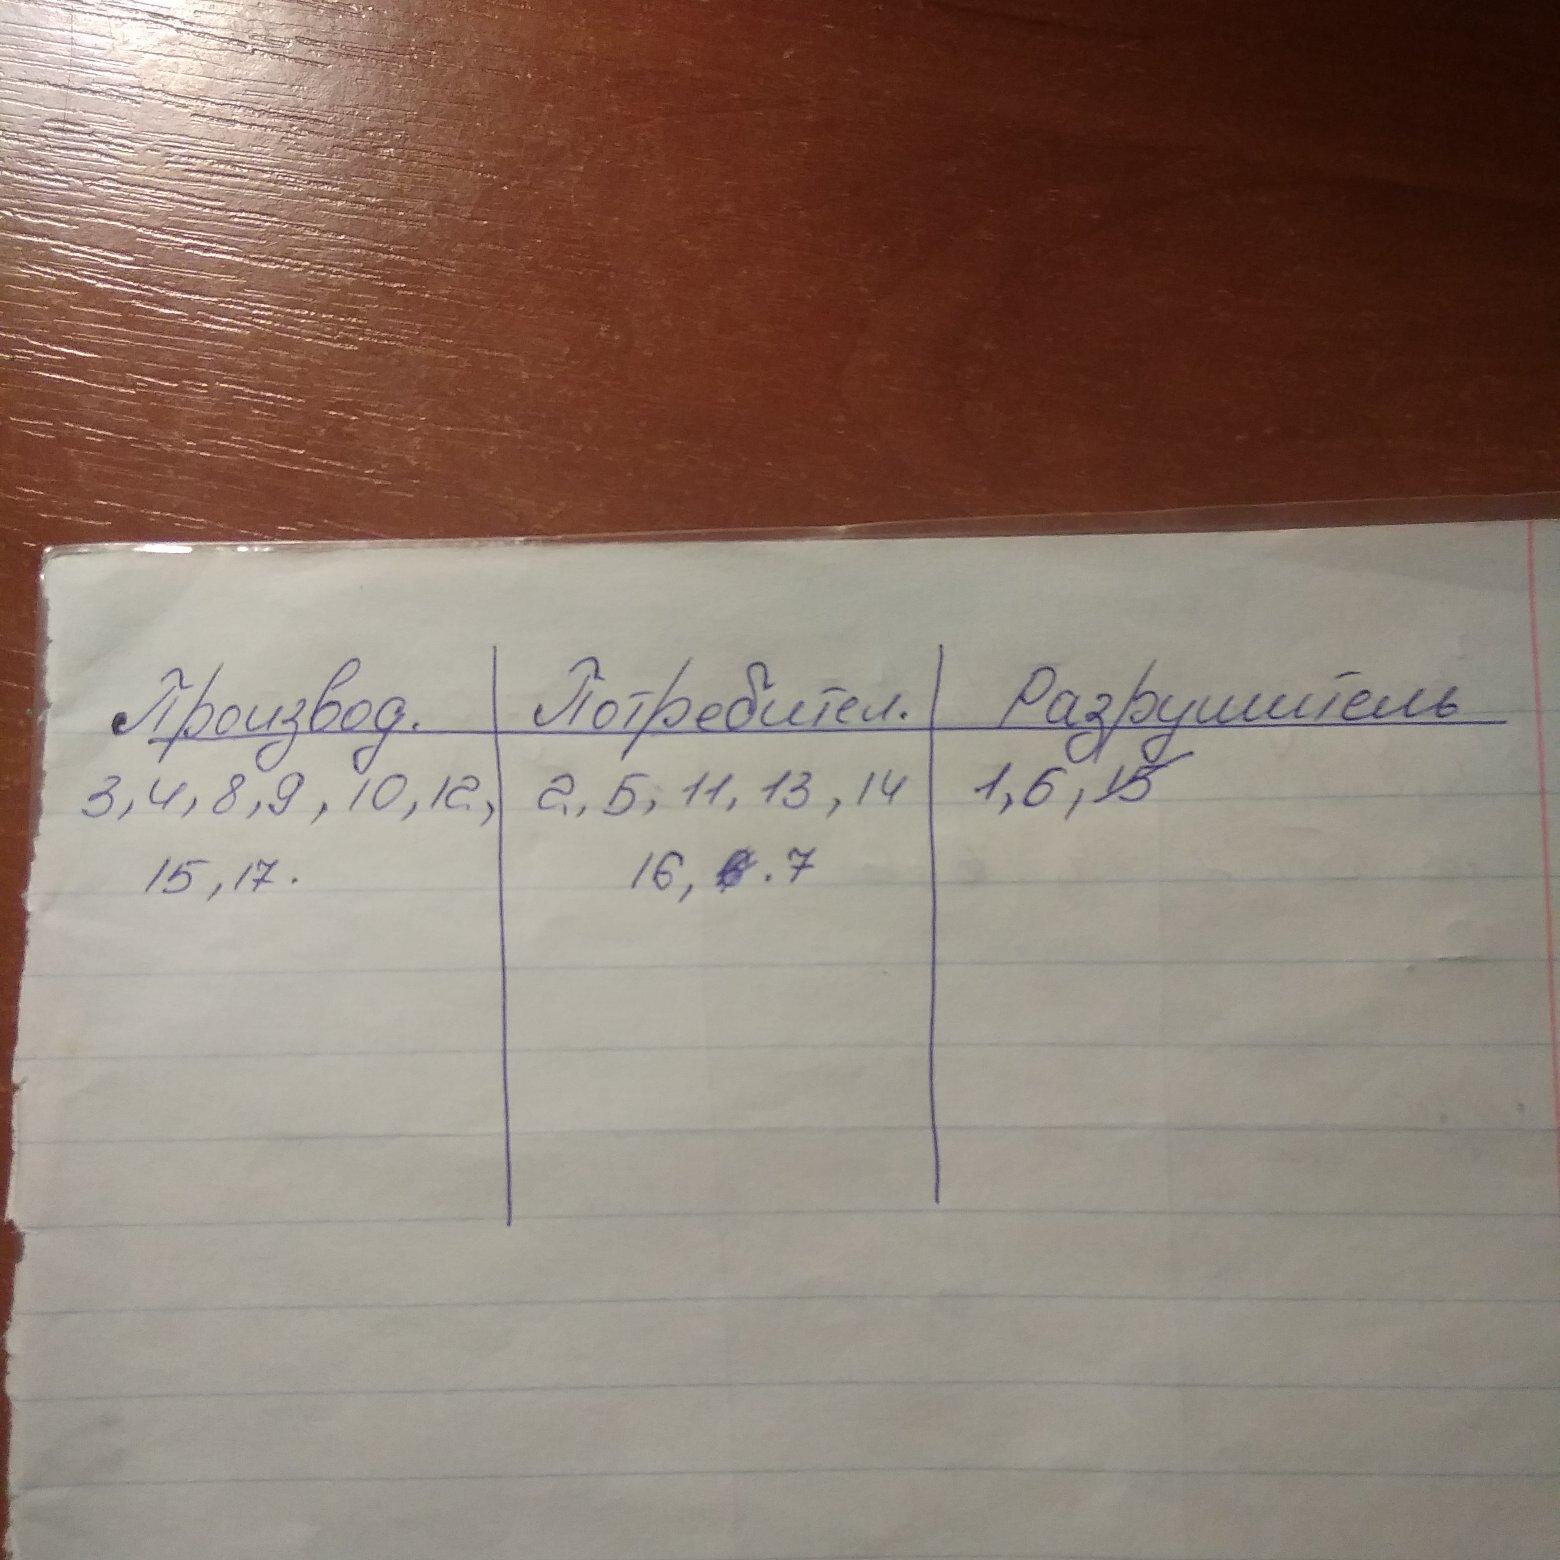 Производ. Потребител. Разрушитель
3, 4, 8, 9, 10, 12, 2, 5, 11, 13, 14 1, 6, 15
15, 17. 16, . 7